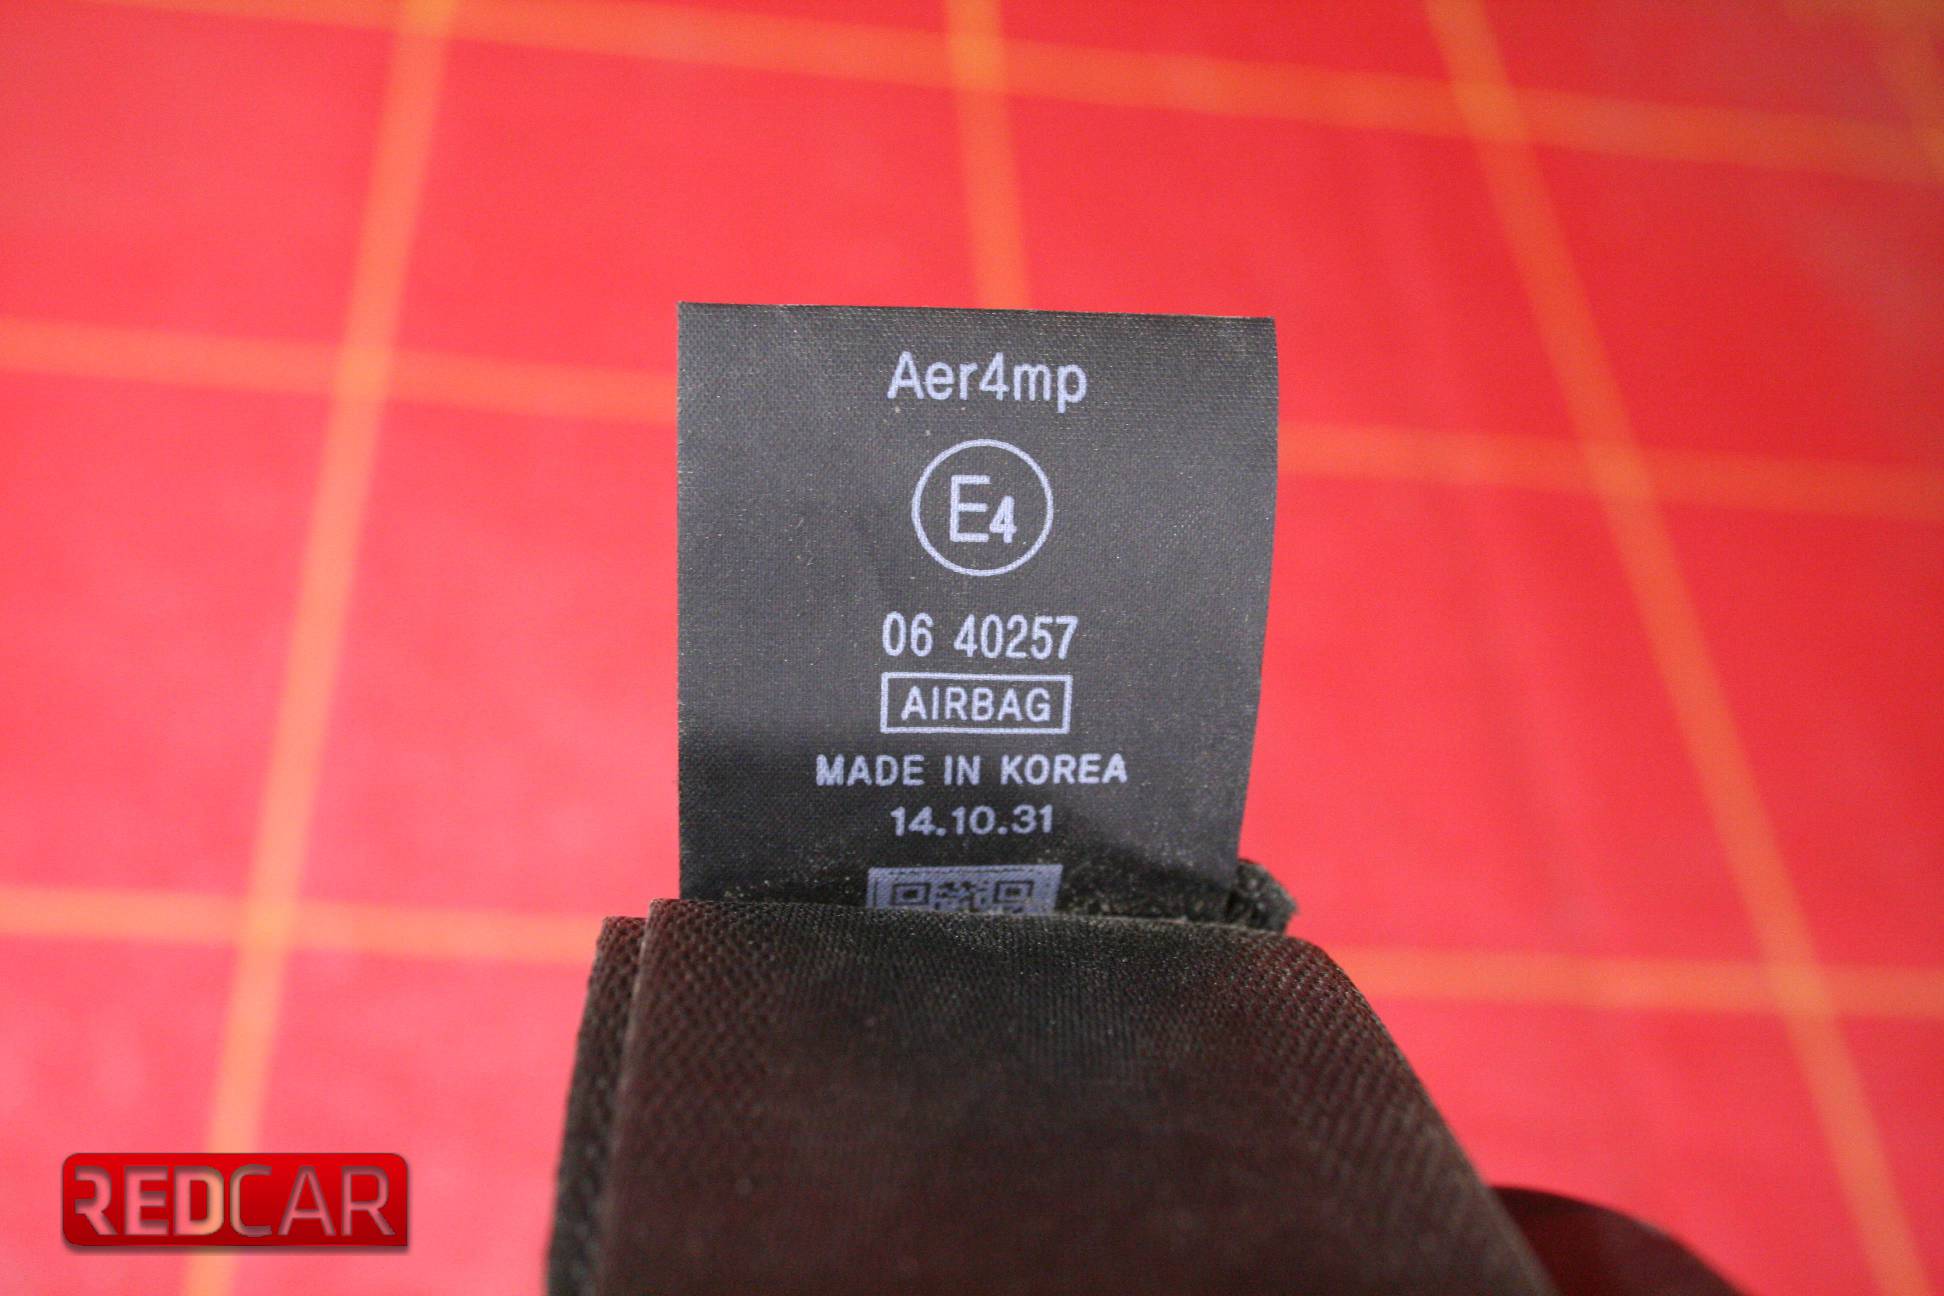 Aer4mp
E4
06 40257
AIRBAG
MADE IN KOREA
14.10.31
REDCAR